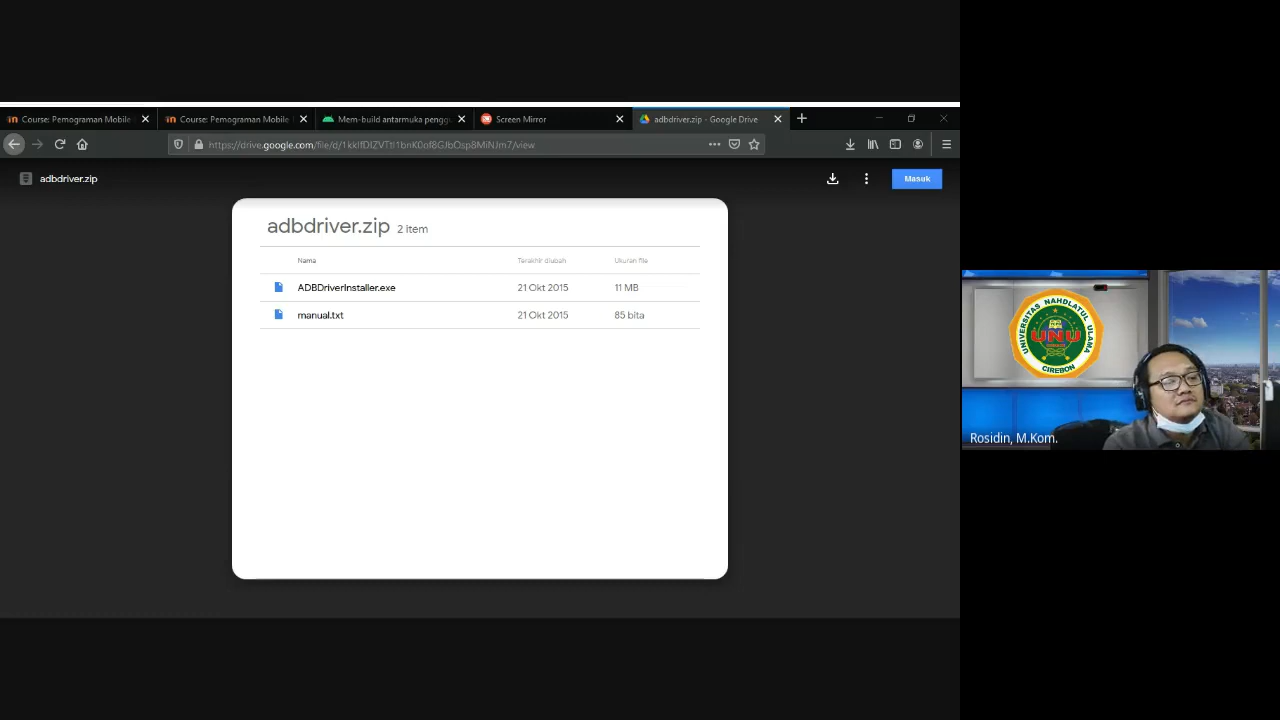 Course: Pemograman Mobile
Course: Pemograman Mobile
Mem-build antarmuka penggu
Screen Mirror
adbdriver.zip - Google Drive
adbdriver.zip
Masuk
adbdriver.zip 2 item
Nama Terakhir diubah Ukuran file
ADBDriverInstaller.exe 21 Okt 2015 11 MB
manual.txt 21 Okt 2015 85 bita
UNIVERSITAS NAHDLATUL ULAMA
UNU
CIREBON
Rosidin, M.Kom.